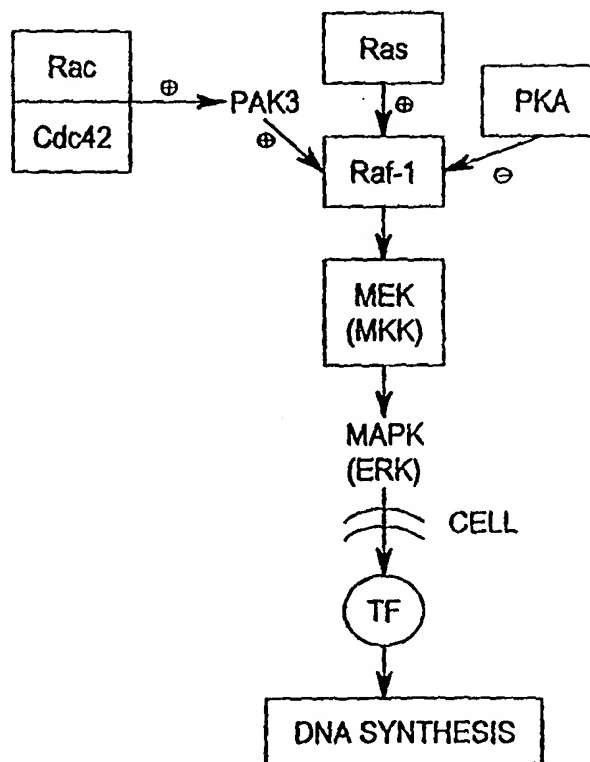 Rac
Cdc42
⊕
PAK3
⊕
Ras
⊕
PKA
⊖
Raf-1
MEK
(MKK)
MAPK
(ERK)
CELL
TF
DNA SYNTHESIS